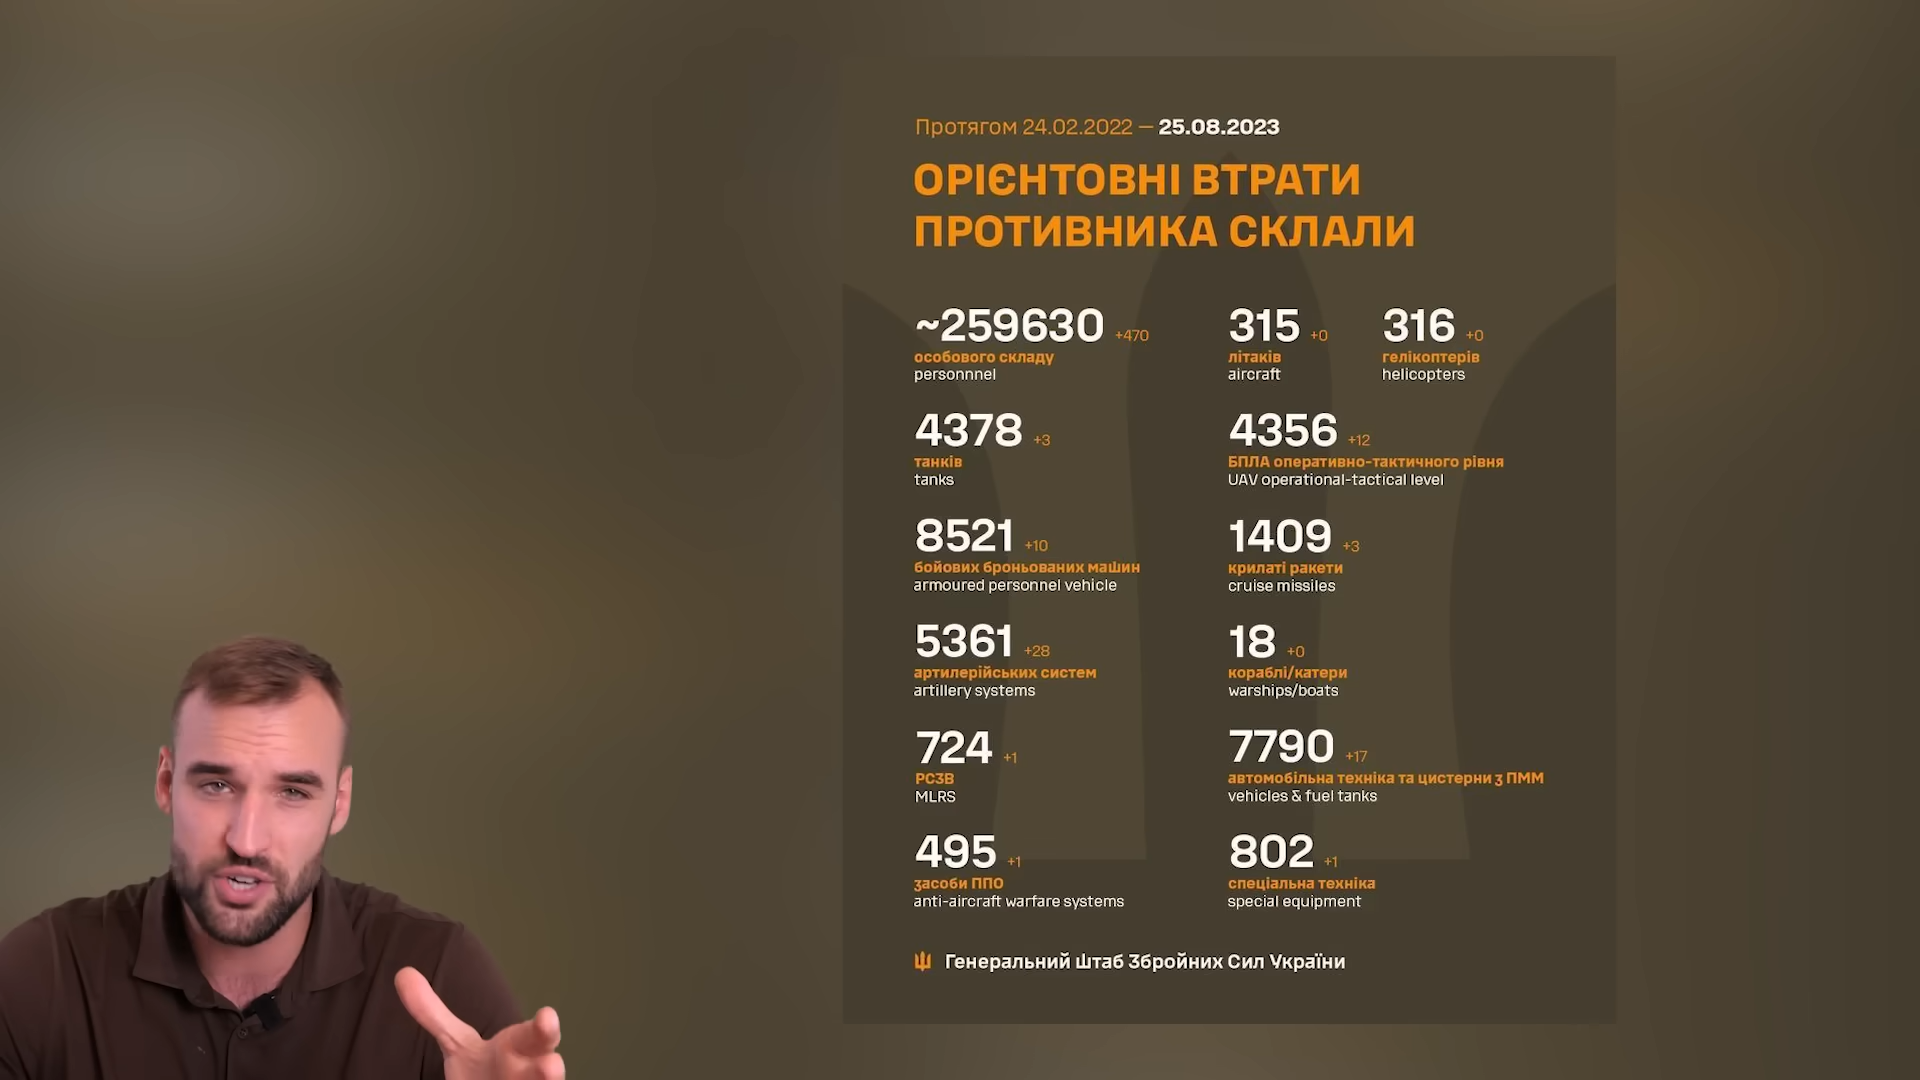 Протягом 24.02.2022 — 25.08.2023
ОРІЄНТОВНІ ВТРАТИ
ПРОТИВНИКА СКЛАЛИ
~259630 +470
особового складу
personnnel
315 +0
літаків
aircraft
316 +0
гелікоптерів
helicopters
4378 +3
танків
tanks
4356 +12
БПЛА оперативно-тактичного рівня
UAV operational-tactical level
8521 +10
бойових броньованих машин
armoured personnel vehicle
1409 +3
крилаті ракети
cruise missiles
5361 +28
артилерійських систем
artillery systems
18 +0
кораблі/катери
warships/boats
724 +1
РСЗВ
MLRS
7790 +17
автомобільна техніка та цистерни з ПММ
vehicles & fuel tanks
495 +1
засоби ППО
anti-aircraft warfare systems
802 +1
спеціальна техніка
special equipment
Генеральний Штаб Збройних Сил України